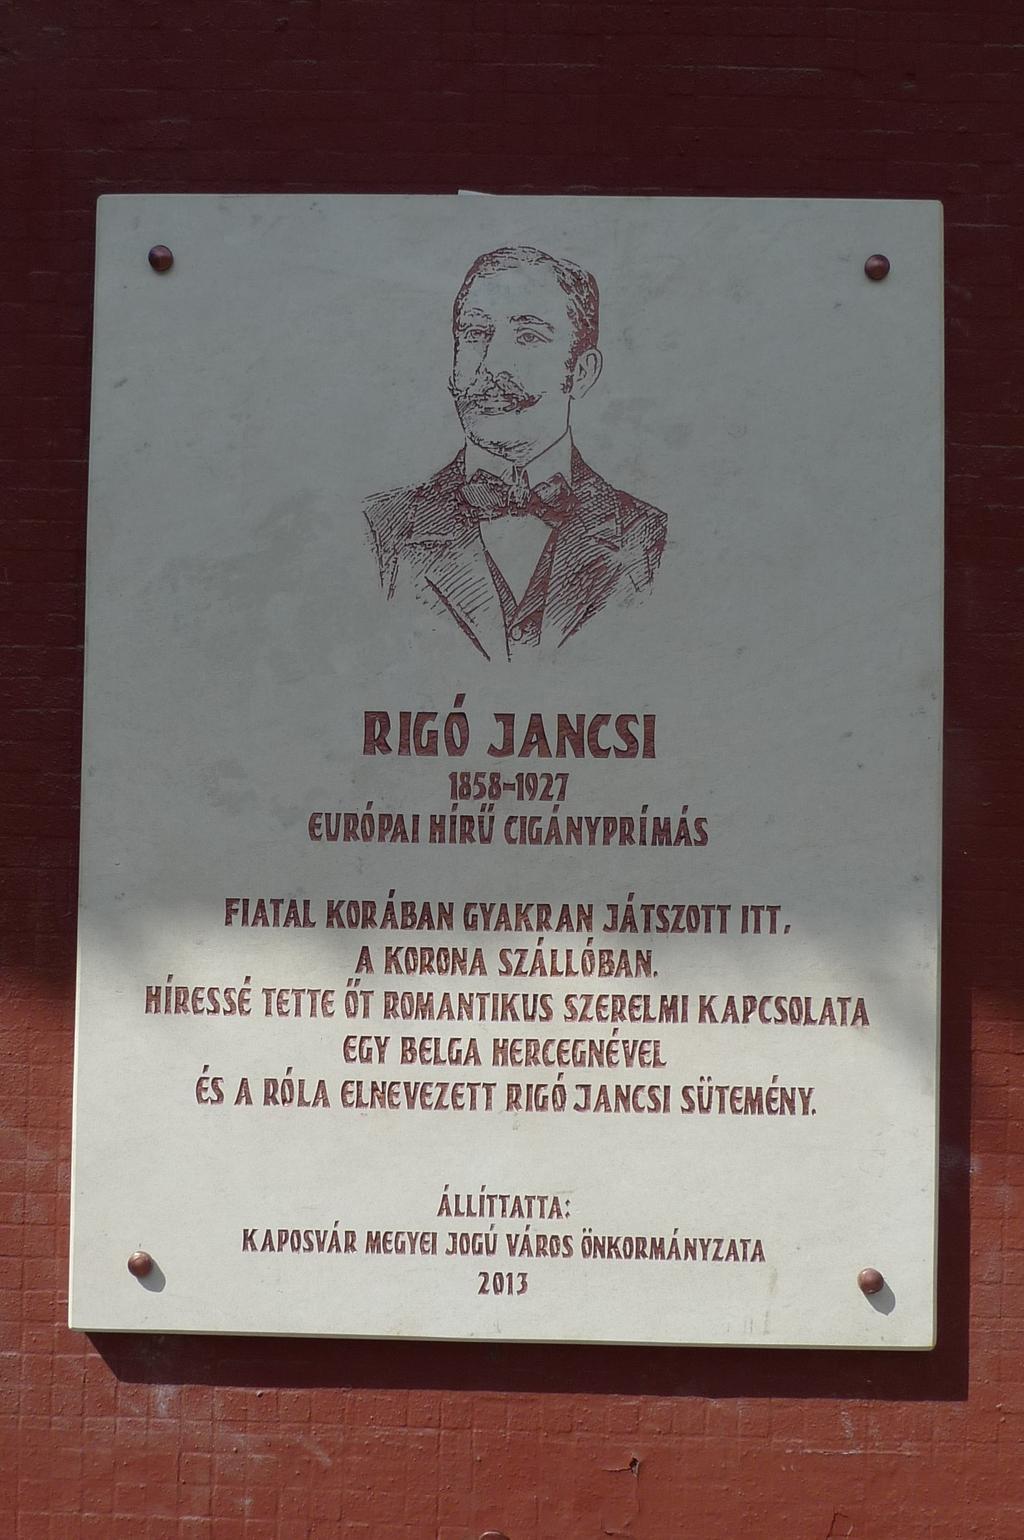 RIGÓ JANCSI
1858-1927
EURÓPAI HÍRŰ CIGÁNYPRÍMÁS
FIATAL KORÁBAN GYAKRAN JÁTSZOTT ITT,
A KORONA SZÁLLÓBAN.
HÍRESSÉ TETTE ŐT ROMANTIKUS SZERELMI KAPCSOLATA
EGY BELGA HERCEGNÉVEL
ÉS A RÓLA ELNEVEZETT RIGÓ JANCSI SÜTEMÉNY.
ÁLLÍTTATTA:
KAPOSVÁR MEGYEI JOGÚ VÁROS ÖNKORMÁNYZATA
2013